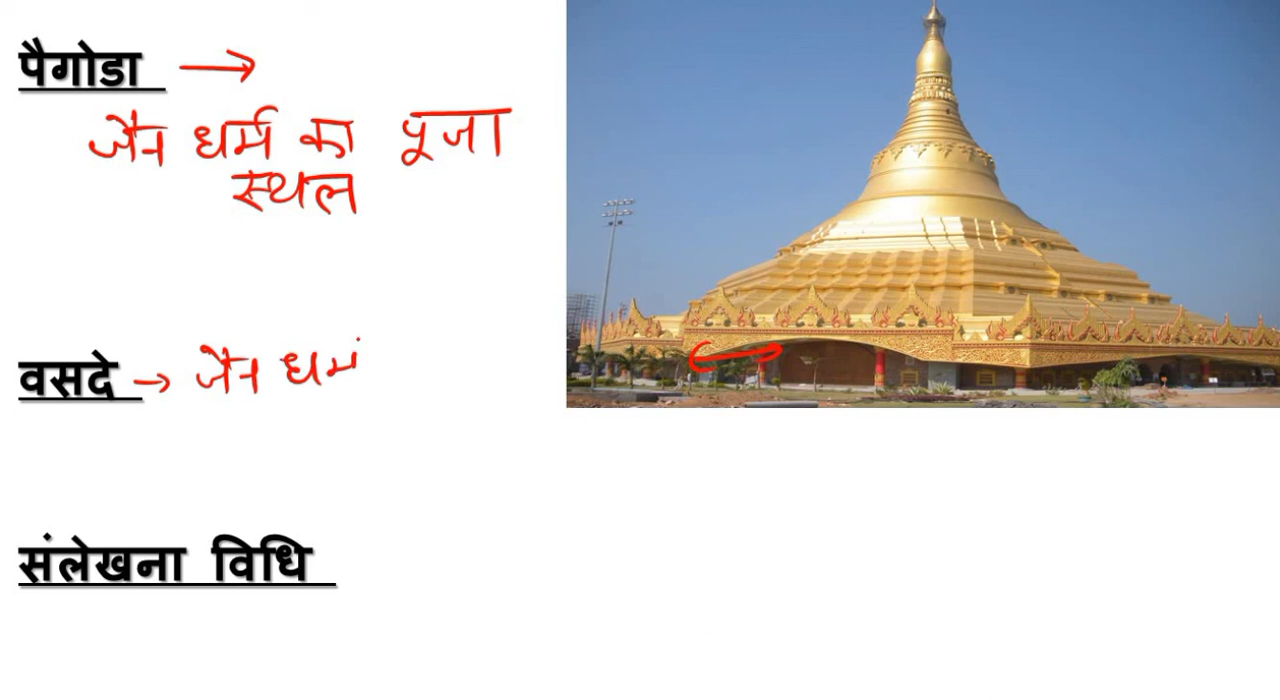 पैगोडा →
जैन धर्म का पूजा
स्थल
वसदे → जैन धर्म
संलेखना विधि